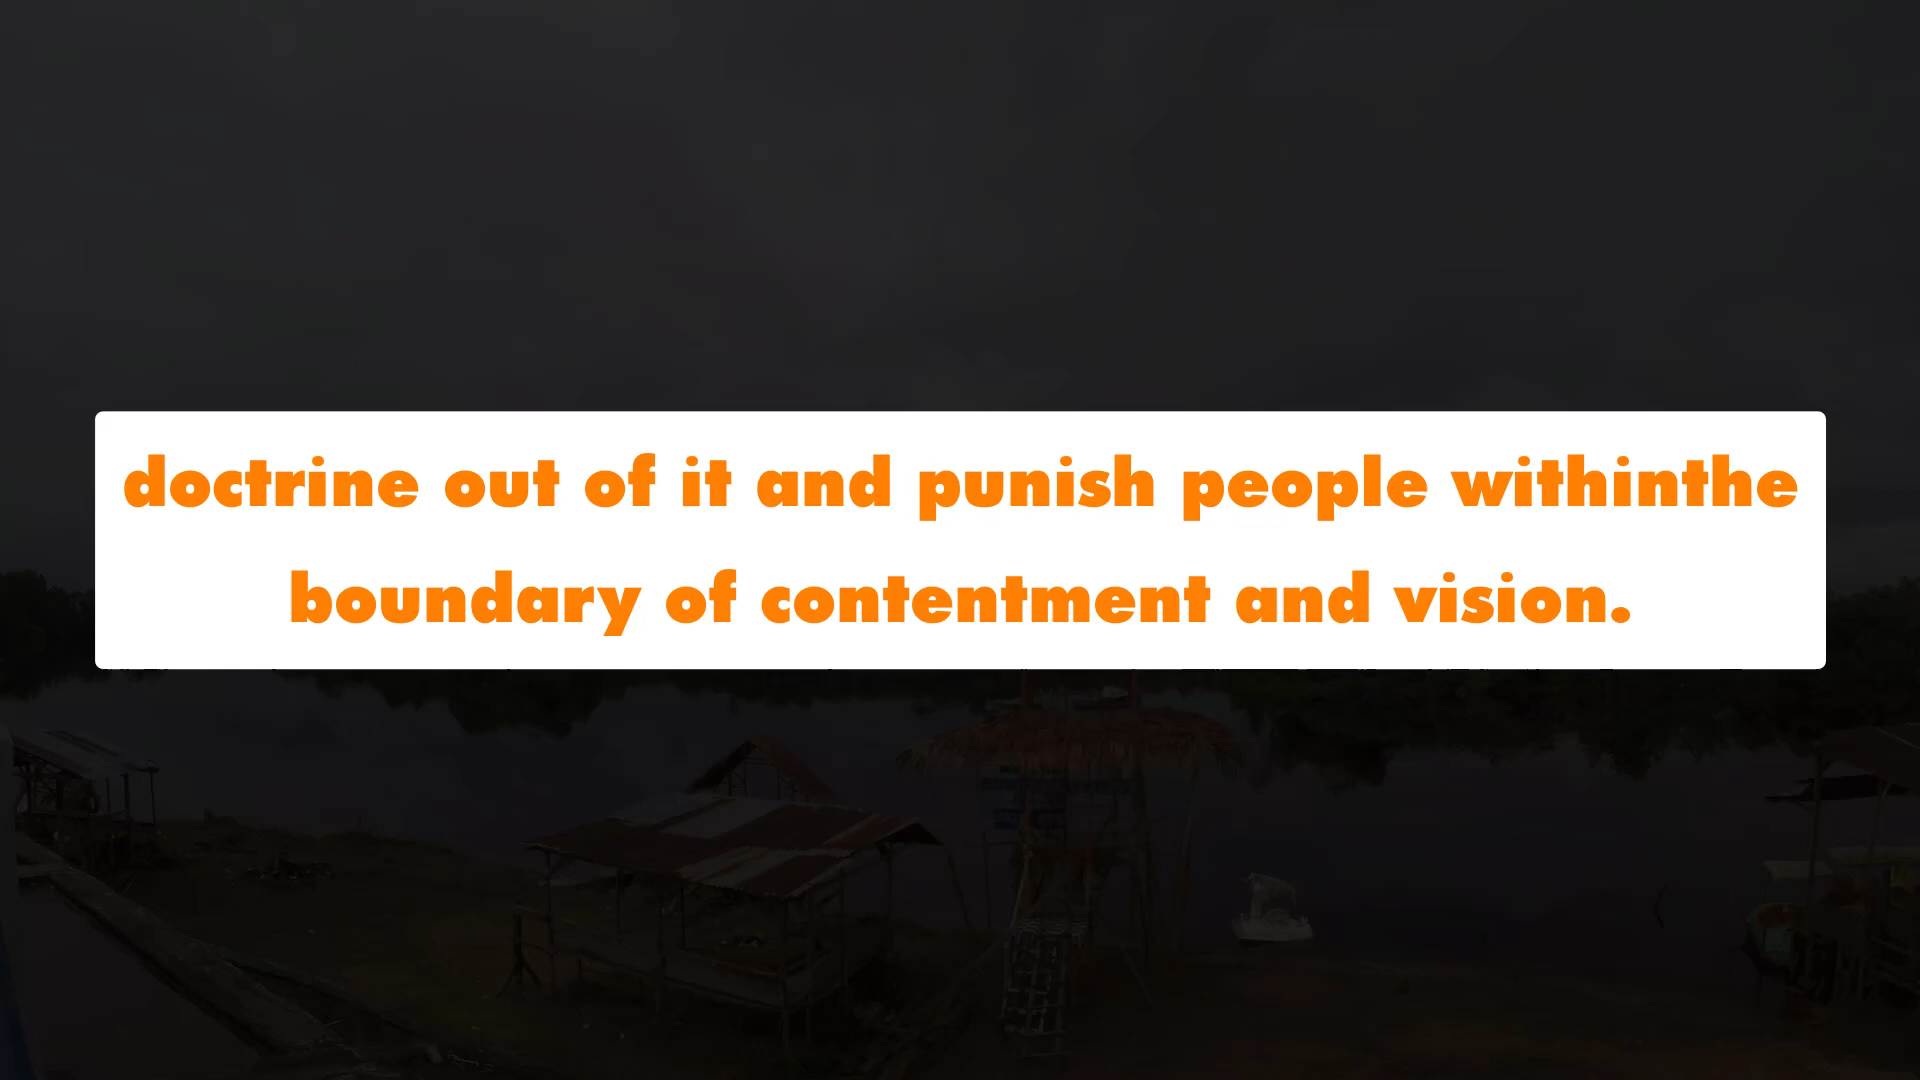 doctrine out of it and punish people withinthe
boundary of contentment and vision.